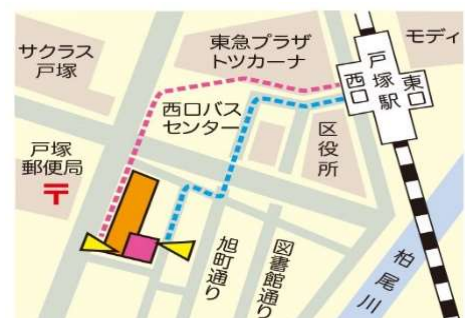 サクラス
戸塚
東急プラザ
トツカーナ
モディ
戸塚駅
西口
東口
西口バス
センター
区役所
戸塚
郵便局
〒
旭町通り
図書館通り
柏尾川